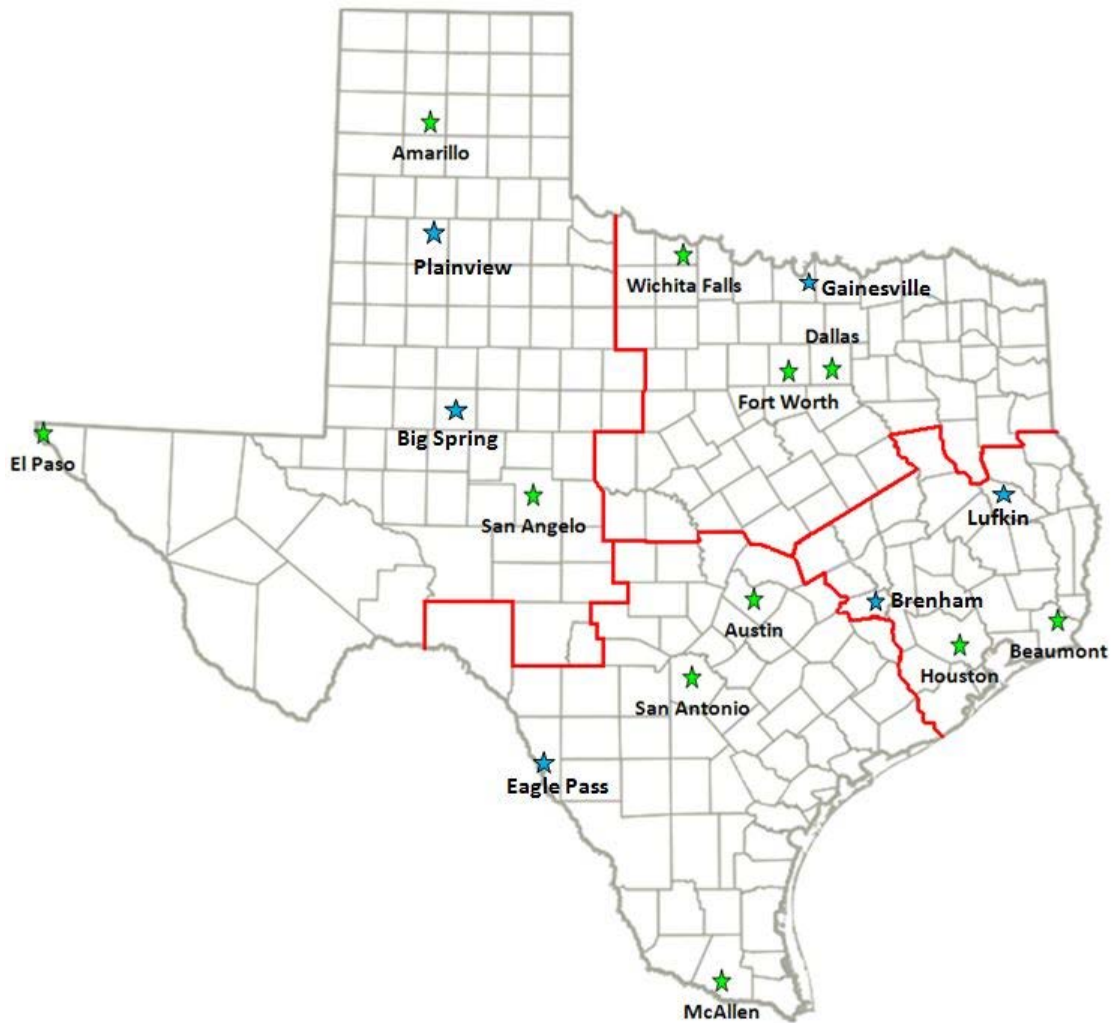 Amarillo
Plainview
Wichita Falls
Gainesville
Dallas
Fort Worth
Big Spring
El Paso
San Angelo
Lufkin
Brenham
Austin
Beaumont
Houston
San Antonio
Eagle Pass
McAllen